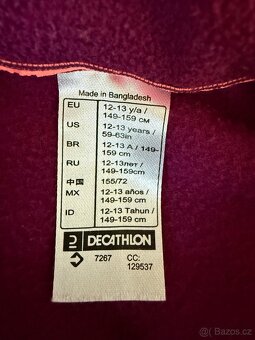 Made in Bangladesh
EU 12-13 y/a / 149-159 см
US 12-13 years / 59-63in
BR 12-13 A / 149-159 cm
RU 12-13лет / 149-159cm
中国 155/72
MX 12-13 años / 149-159 cm
ID 12-13 Tahun / 149-159 cm
DECATHLON
7267 CC: 129537
sbazar.cz